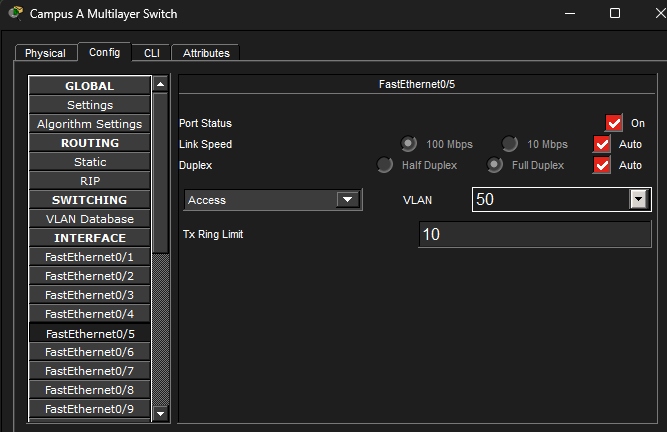 Campus A Multilayer Switch
Physical Config CLI Attributes
GLOBAL
Settings
Algorithm Settings
ROUTING
Static
RIP
SWITCHING
VLAN Database
INTERFACE
FastEthernet0/1
FastEthernet0/2
FastEthernet0/3
FastEthernet0/4
FastEthernet0/5
FastEthernet0/6
FastEthernet0/7
FastEthernet0/8
FastEthernet0/9
FastEthernet0/5
Port Status On
Link Speed 100 Mbps 10 Mbps Auto
Duplex Half Duplex Full Duplex Auto
Access VLAN 50
Tx Ring Limit 10